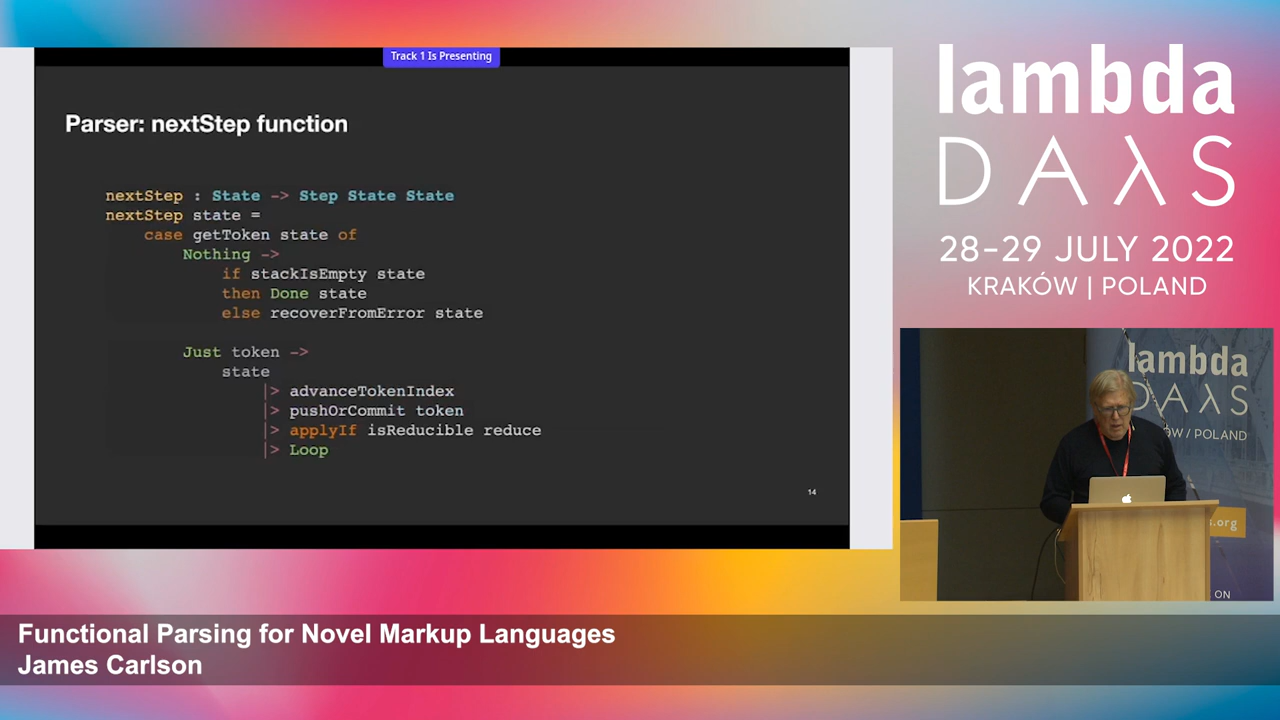 Track 1 Is Presenting
Parser: nextStep function
nextStep : State -> Step State State
nextStep state =
case getToken state of
Nothing ->
if stackIsEmpty state
then Done state
else recoverFromError state
Just token ->
state
|> advanceTokenIndex
|> pushOrCommit token
|> applyIf isReducible reduce
|> Loop
14
lambda
DAλS
28–29 JULY 2022
KRAKÓW | POLAND
lambda
DAλS
ÓW / POLAND
s.org
ON
Functional Parsing for Novel Markup Languages
James Carlson